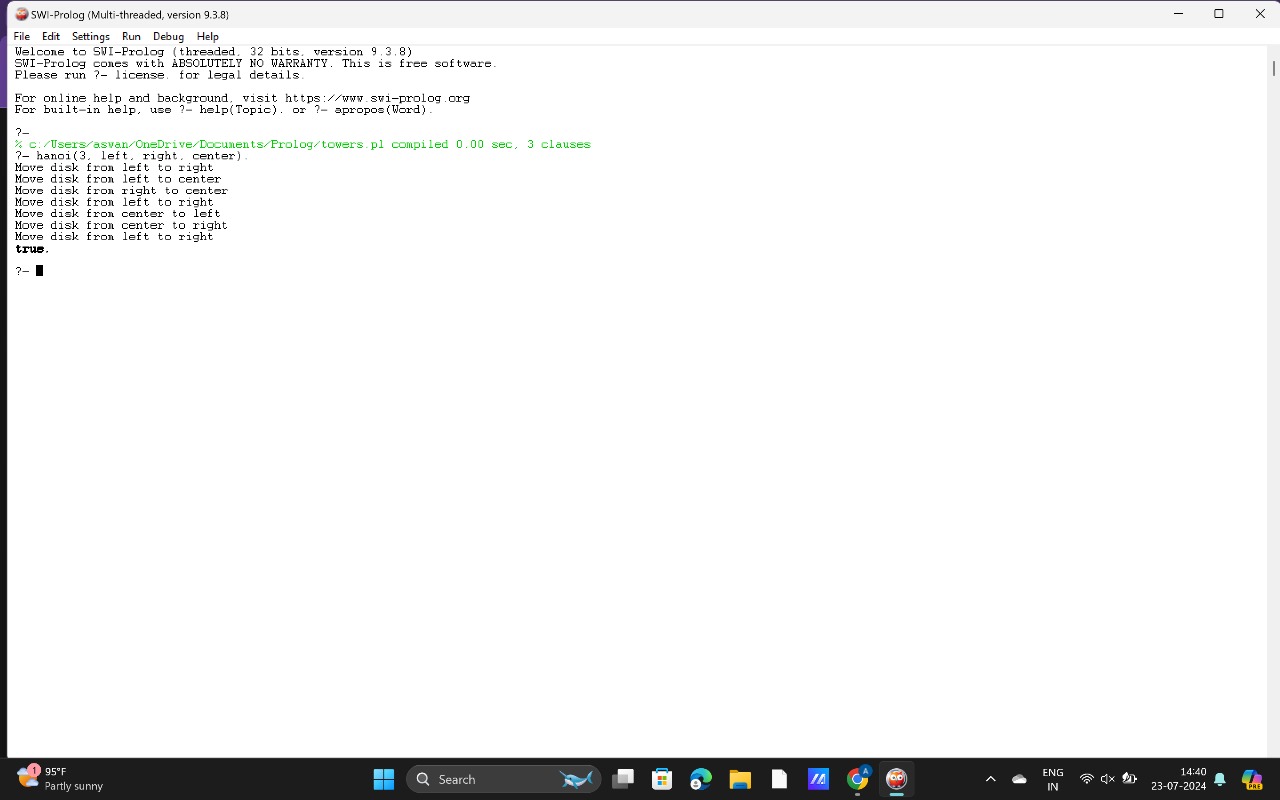 SWI-Prolog (Multi-threaded, version 9.3.8)
File Edit Settings Run Debug Help
Welcome to SWI-Prolog (threaded, 32 bits, version 9.3.8)
SWI-Prolog comes with ABSOLUTELY NO WARRANTY. This is free software.
Please run ?- license. for legal details.
For online help and background, visit https://www.swi-prolog.org
For built-in help, use ?- help(Topic). or ?- apropos(Word).
?-
% c:/Users/asvan/OneDrive/Documents/Prolog/towers.pl compiled 0.00 sec, 3 clauses
?- hanoi(3, left, right, center).
Move disk from left to right
Move disk from left to center
Move disk from right to center
Move disk from left to right
Move disk from center to left
Move disk from center to right
Move disk from left to right
true.
?-
1
95°F
Partly sunny
Search
A
ENG
IN
14:40
23-07-2024
PRE